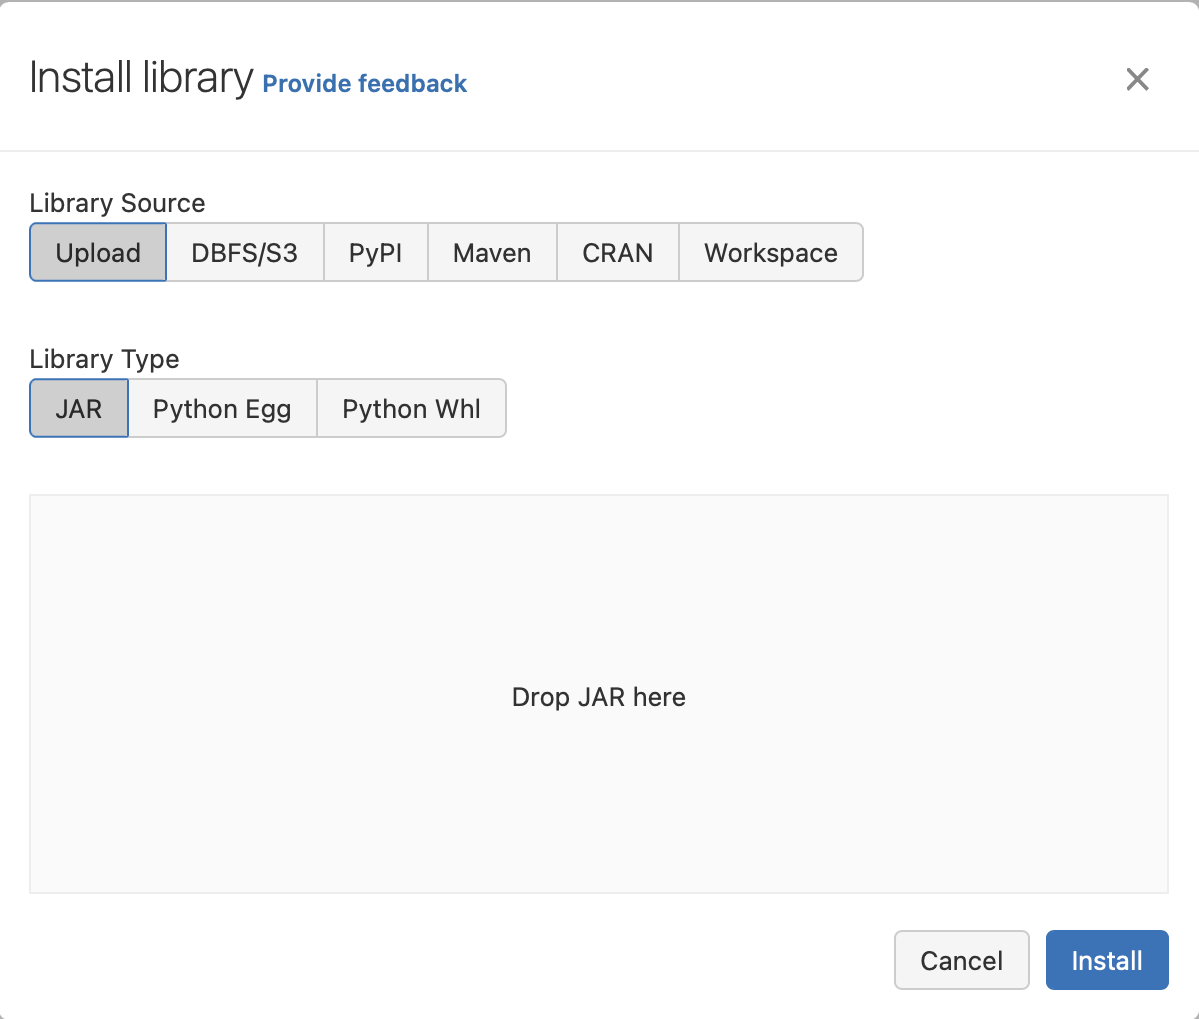 Install library Provide feedback
Library Source
Upload DBFS/S3 PyPI Maven CRAN Workspace
Library Type
JAR Python Egg Python Whl
Drop JAR here
Cancel Install